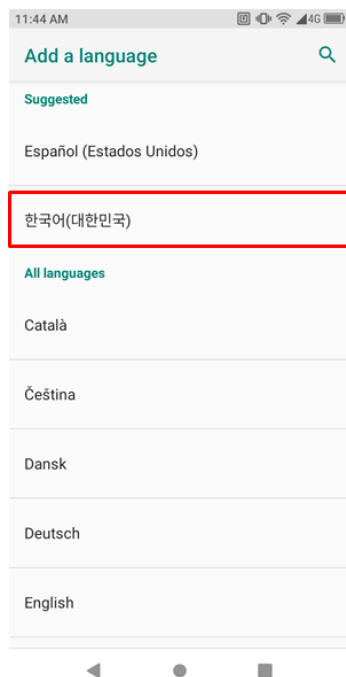 11:44 AM 4G
Add a language
Suggested
Español (Estados Unidos)
한국어(대한민국)
All languages
Català
Čeština
Dansk
Deutsch
English